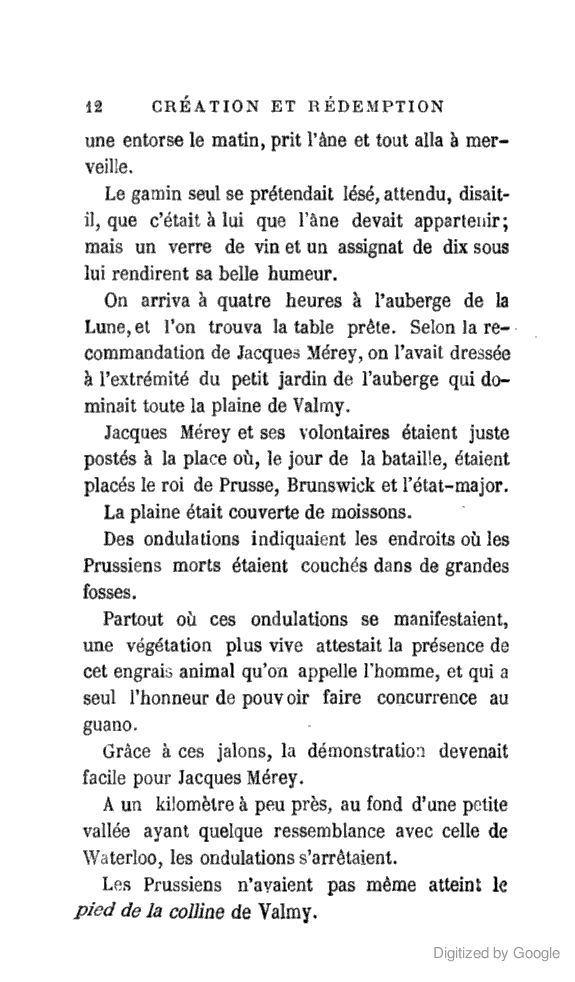 12 CRÉATION ET RÉDEMPTION
une entorse le matin, prit l'âne et tout alla à mer-
veille.
Le gamin seul se prétendait lésé, attendu, disait-
il, que c'était à lui que l'âne devait appartenir;
mais un verre de vin et un assignat de dix sous
lui rendirent sa belle humeur.
On arriva à quatre heures à l'auberge de la
Lune, et l'on trouva la table prête. Selon la re-
commandation de Jacques Mérey, on l'avait dressée
à l'extrémité du petit jardin de l'auberge qui do-
minait toute la plaine de Valmy.
Jacques Mérey et ses volontaires étaient juste
postés à la place où, le jour de la bataille, étaient
placés le roi de Prusse, Brunswick et l'état-major.
La plaine était couverte de moissons.
Des ondulations indiquaient les endroits où les
Prussiens morts étaient couchés dans de grandes
fosses.
Partout où ces ondulations se manifestaient,
une végétation plus vive attestait la présence de
cet engrais animal qu'on appelle l'homme, et qui a
seul l'honneur de pouvoir faire concurrence au
guano.
Grâce à ces jalons, la démonstration devenait
facile pour Jacques Mérey.
A un kilomètre à peu près, au fond d'une petite
vallée ayant quelque ressemblance avec celle de
Waterloo, les ondulations s'arrêtaient.
Les Prussiens n'avaient pas même atteint le
pied de la colline de Valmy.
Digitized by Google